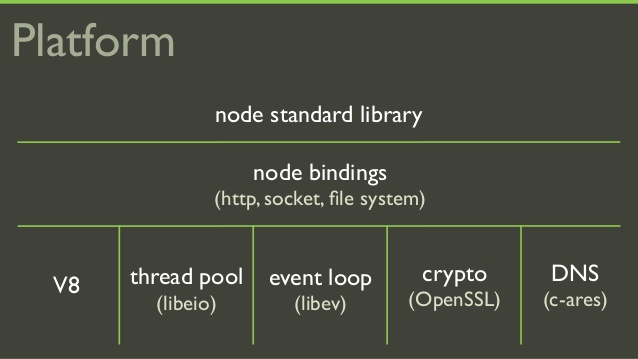 Platform
node standard library
node bindings
(http, socket, file system)
V8
thread pool
(libeio)
event loop
(libev)
crypto
(OpenSSL)
DNS
(c-ares)